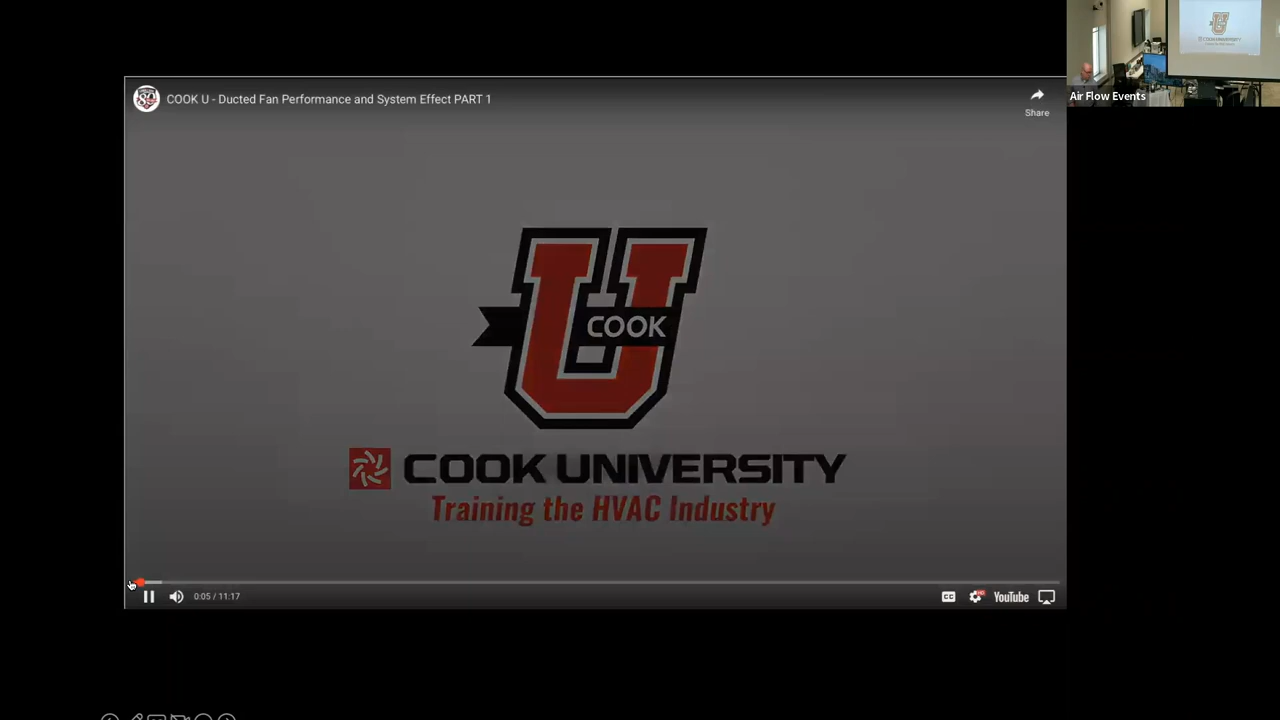 COOK U - Ducted Fan Performance and System Effect PART 1
Share
Air Flow Events
COOK
COOK UNIVERSITY
Training the HVAC Industry
0:05 / 11:17
CC
YouTube